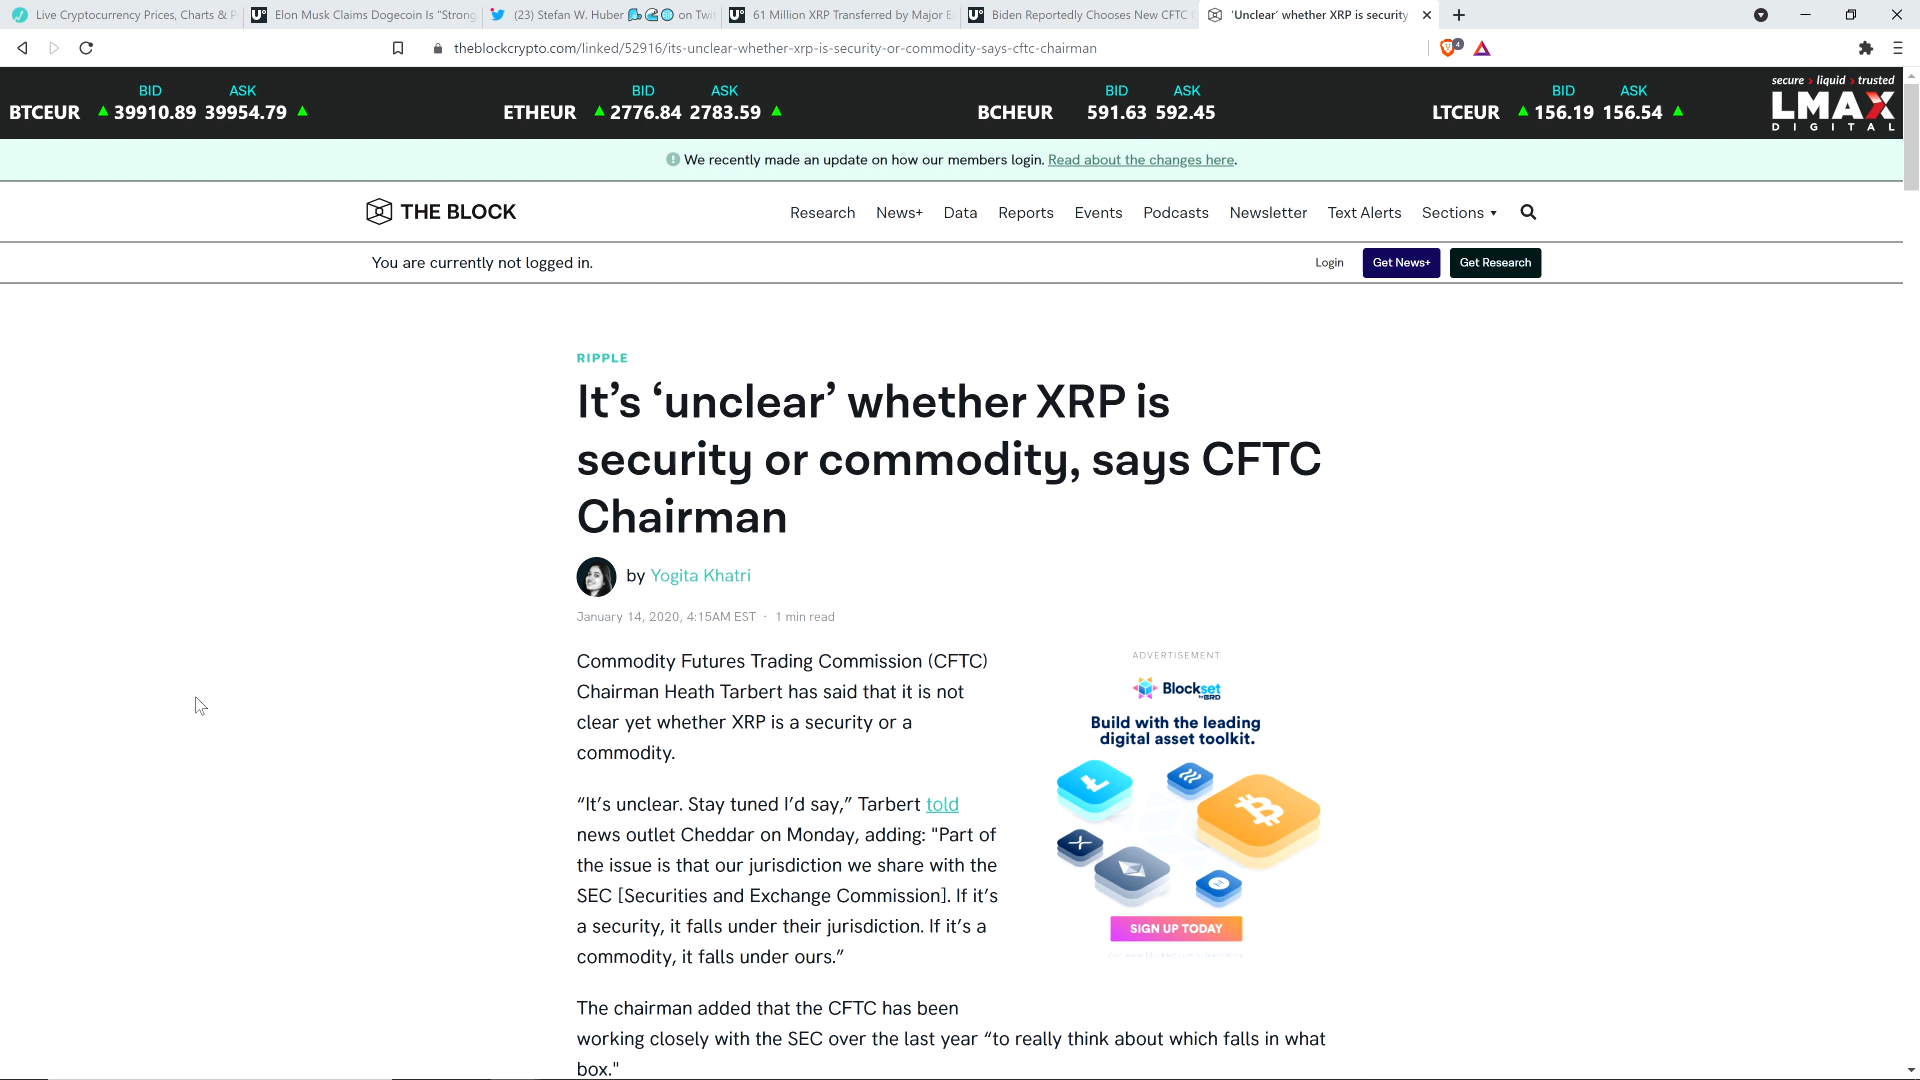 Live Cryptocurrency Prices, Charts & P
Elon Musk Claims Dogecoin Is "Strong
(23) Stefan W. Huber on Twit
61 Million XRP Transferred by Major E
Biden Reportedly Chooses New CFTC
'Unclear' whether XRP is security
theblockcrypto.com/linked/52916/its-unclear-whether-xrp-is-security-or-commodity-says-cftc-chairman
4
BID ASK
BTCEUR 39910.89 39954.79
BID ASK
ETHEUR 2776.84 2783.59
BID ASK
BCHEUR 591.63 592.45
BID ASK
LTCEUR 156.19 156.54
secure › liquid › trusted
LMAX
DIGITAL
We recently made an update on how our members login. Read about the changes here.
THE BLOCK
Research News+ Data Reports Events Podcasts Newsletter Text Alerts Sections
You are currently not logged in.
Login Get News+ Get Research
RIPPLE
It's ‘unclear’ whether XRP is
security or commodity, says CFTC
Chairman
by Yogita Khatri
January 14, 2020, 4:15AM EST · 1 min read
Commodity Futures Trading Commission (CFTC)
Chairman Heath Tarbert has said that it is not
clear yet whether XRP is a security or a
commodity.
“It’s unclear. Stay tuned I’d say,” Tarbert told
news outlet Cheddar on Monday, adding: "Part of
the issue is that our jurisdiction we share with the
SEC [Securities and Exchange Commission]. If it’s
a security, it falls under their jurisdiction. If it’s a
commodity, it falls under ours.”
The chairman added that the CFTC has been
working closely with the SEC over the last year “to really think about which falls in what
box."
ADVERTISEMENT
Blockset
by BRD
Build with the leading
digital asset toolkit.
SIGN UP TODAY